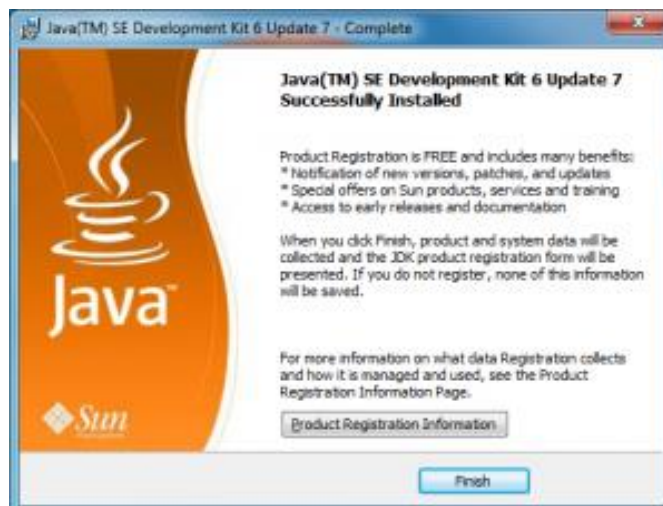 Java(TM) SE Development Kit 6 Update 7 - Complete
Java(TM) SE Development Kit 6 Update 7
Successfully Installed
Product Registration is FREE and includes many benefits:
* Notification of new versions, patches, and updates
* Special offers on Sun products, services and training
* Access to early releases and documentation
When you click Finish, product and system data will be
collected and the JDK product registration form will be
presented. If you do not register, none of this information
will be saved.
Java™
For more information on what data Registration collects
and how it is managed and used, see the Product
Registration Information Page.
Sun
Product Registration Information
Finish